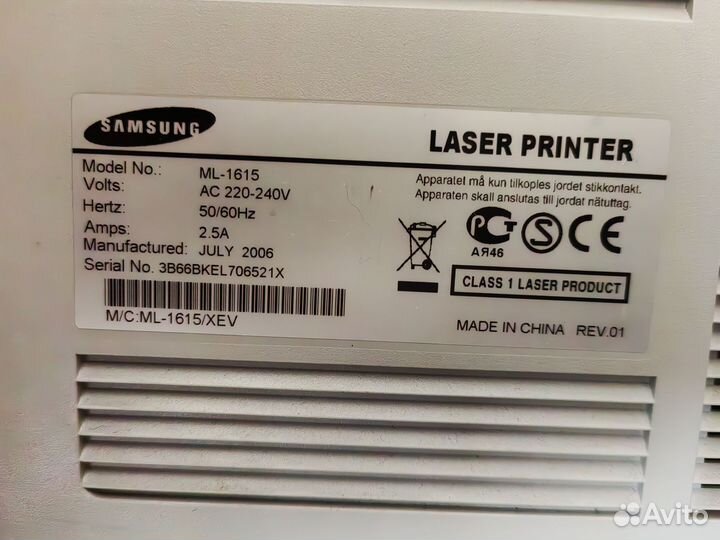 SAMSUNG
LASER PRINTER
Model No.: ML-1615
Volts: AC 220-240V
Hertz: 50/60Hz
Amps: 2.5A
Manufactured: JULY 2006
Serial No. 3B66BKEL706521X
M/C:ML-1615/XEV
Apparatet må kun tilkoples jordet stikkontakt.
Apparaten skall anslutas till jordat nätuttag.
РСТ S CE
АЯ46
CLASS 1 LASER PRODUCT
MADE IN CHINA REV.01
Avito